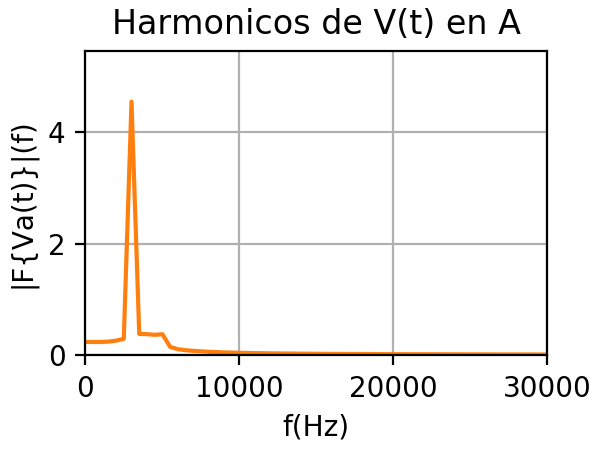 Harmonicos de V(t) en A
|F{Va(t)}|(f)
4
2
0
0 10000 20000 30000
f(Hz)